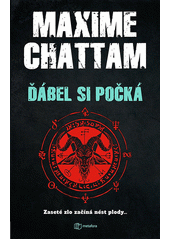 MAXIME
CHATTAM
ĎÁBEL SI POČKÁ
Zaseté zlo začíná nést plody..
metafora